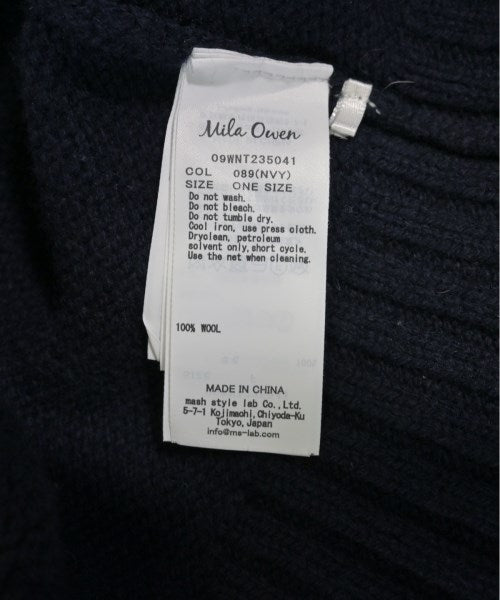 Mila Owen
09WNT235041
COL 089(NVY)
SIZE ONE SIZE
Do not wash.
Do not bleach.
Do not tumble dry.
Cool iron, use press cloth.
Dryclean, petroleum
solvent only, short cycle.
Use the net when cleaning.
100% WOOL
MADE IN CHINA
mash style lab Co., Ltd.
5-7-1 Kojimachi, Chiyoda-Ku
Tokyo, Japan
info@ms-lab.com